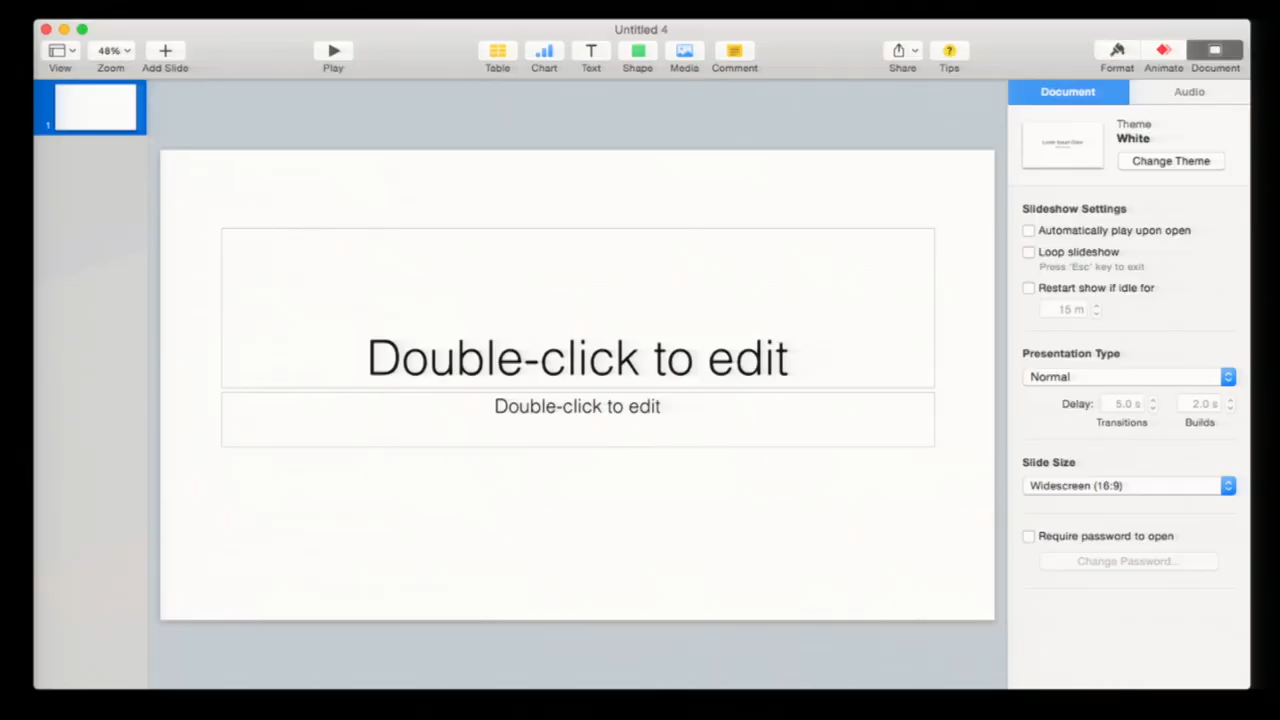 Untitled 4
48%
View
Zoom
Add Slide
Play
Table
Chart
Text
Shape
Media
Comment
Share
Tips
Format
Animate
Document
1
Double-click to edit
Double-click to edit
Document
Audio
Theme
White
Change Theme
Slideshow Settings
Automatically play upon open
Loop slideshow
Press 'Esc' key to exit
Restart show if idle for
15 m
Presentation Type
Normal
Delay: 5.0 s 2.0 s
Transitions Builds
Slide Size
Widescreen (16:9)
Require password to open
Change Password...